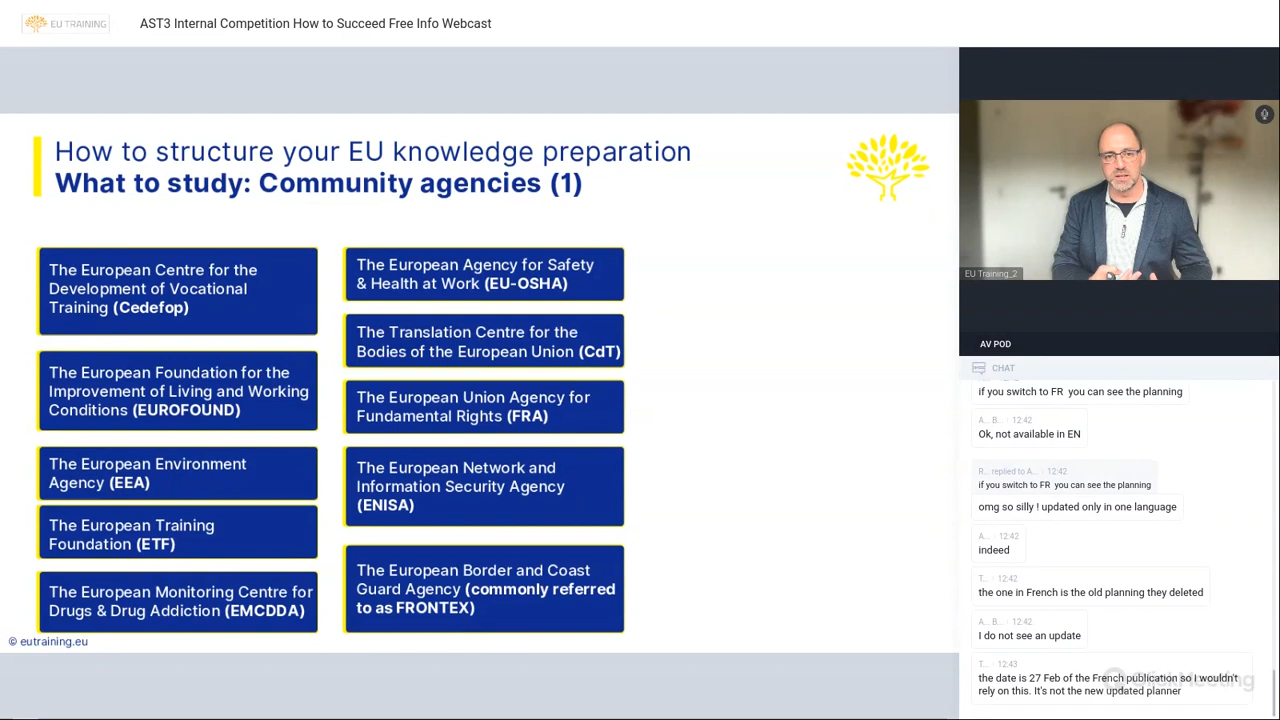 EU TRAINING
AST3 Internal Competition How to Succeed Free Info Webcast
How to structure your EU knowledge preparation
What to study: Community agencies (1)
The European Centre for the
Development of Vocational
Training (Cedefop)
The European Foundation for the
Improvement of Living and Working
Conditions (EUROFOUND)
The European Environment
Agency (EEA)
The European Training
Foundation (ETF)
The European Monitoring Centre for
Drugs & Drug Addiction (EMCDDA)
The European Agency for Safety
& Health at Work (EU-OSHA)
The Translation Centre for the
Bodies of the European Union (CdT)
The European Union Agency for
Fundamental Rights (FRA)
The European Network and
Information Security Agency
(ENISA)
The European Border and Coast
Guard Agency (commonly referred
to as FRONTEX)
© eutraining.eu
EU Training_2
AV POD
CHAT
if you switch to FR you can see the planning
A... B... 12:42
Ok, not available in EN
R... replied to A... 12:42
if you switch to FR you can see the planning
omg so silly ! updated only in one language
A... 12:42
indeed
T... 12:42
the one in French is the old planning they deleted
A... B... 12:42
I do not see an update
T... 12:43
the date is 27 Feb of the French publication so I wouldn't
rely on this. It's not the new updated planner
ClickMeeting